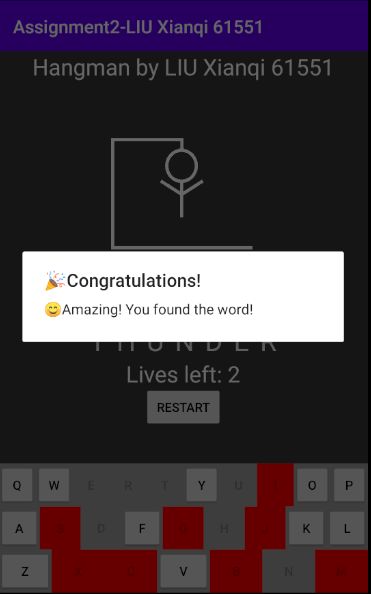 Assignment2-LIU Xianqi 61551
Hangman by LIU Xianqi 61551
🎉Congratulations!
😊Amazing! You found the word!
T H U N D E R
Lives left: 2
RESTART
Q W E R T Y U O P
A S D F G H J K L
Z X C V B N M